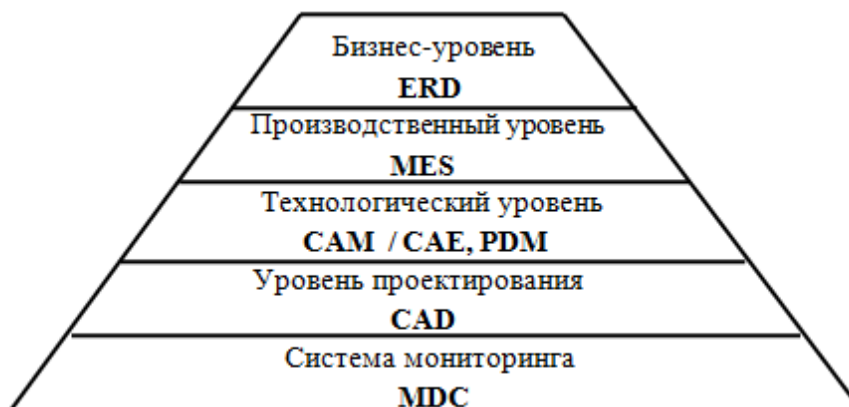 Бизнес-уровень
ERD
Производственный уровень
MES
Технологический уровень
CAM / CAE, PDM
Уровень проектирования
CAD
Система мониторинга
MDC